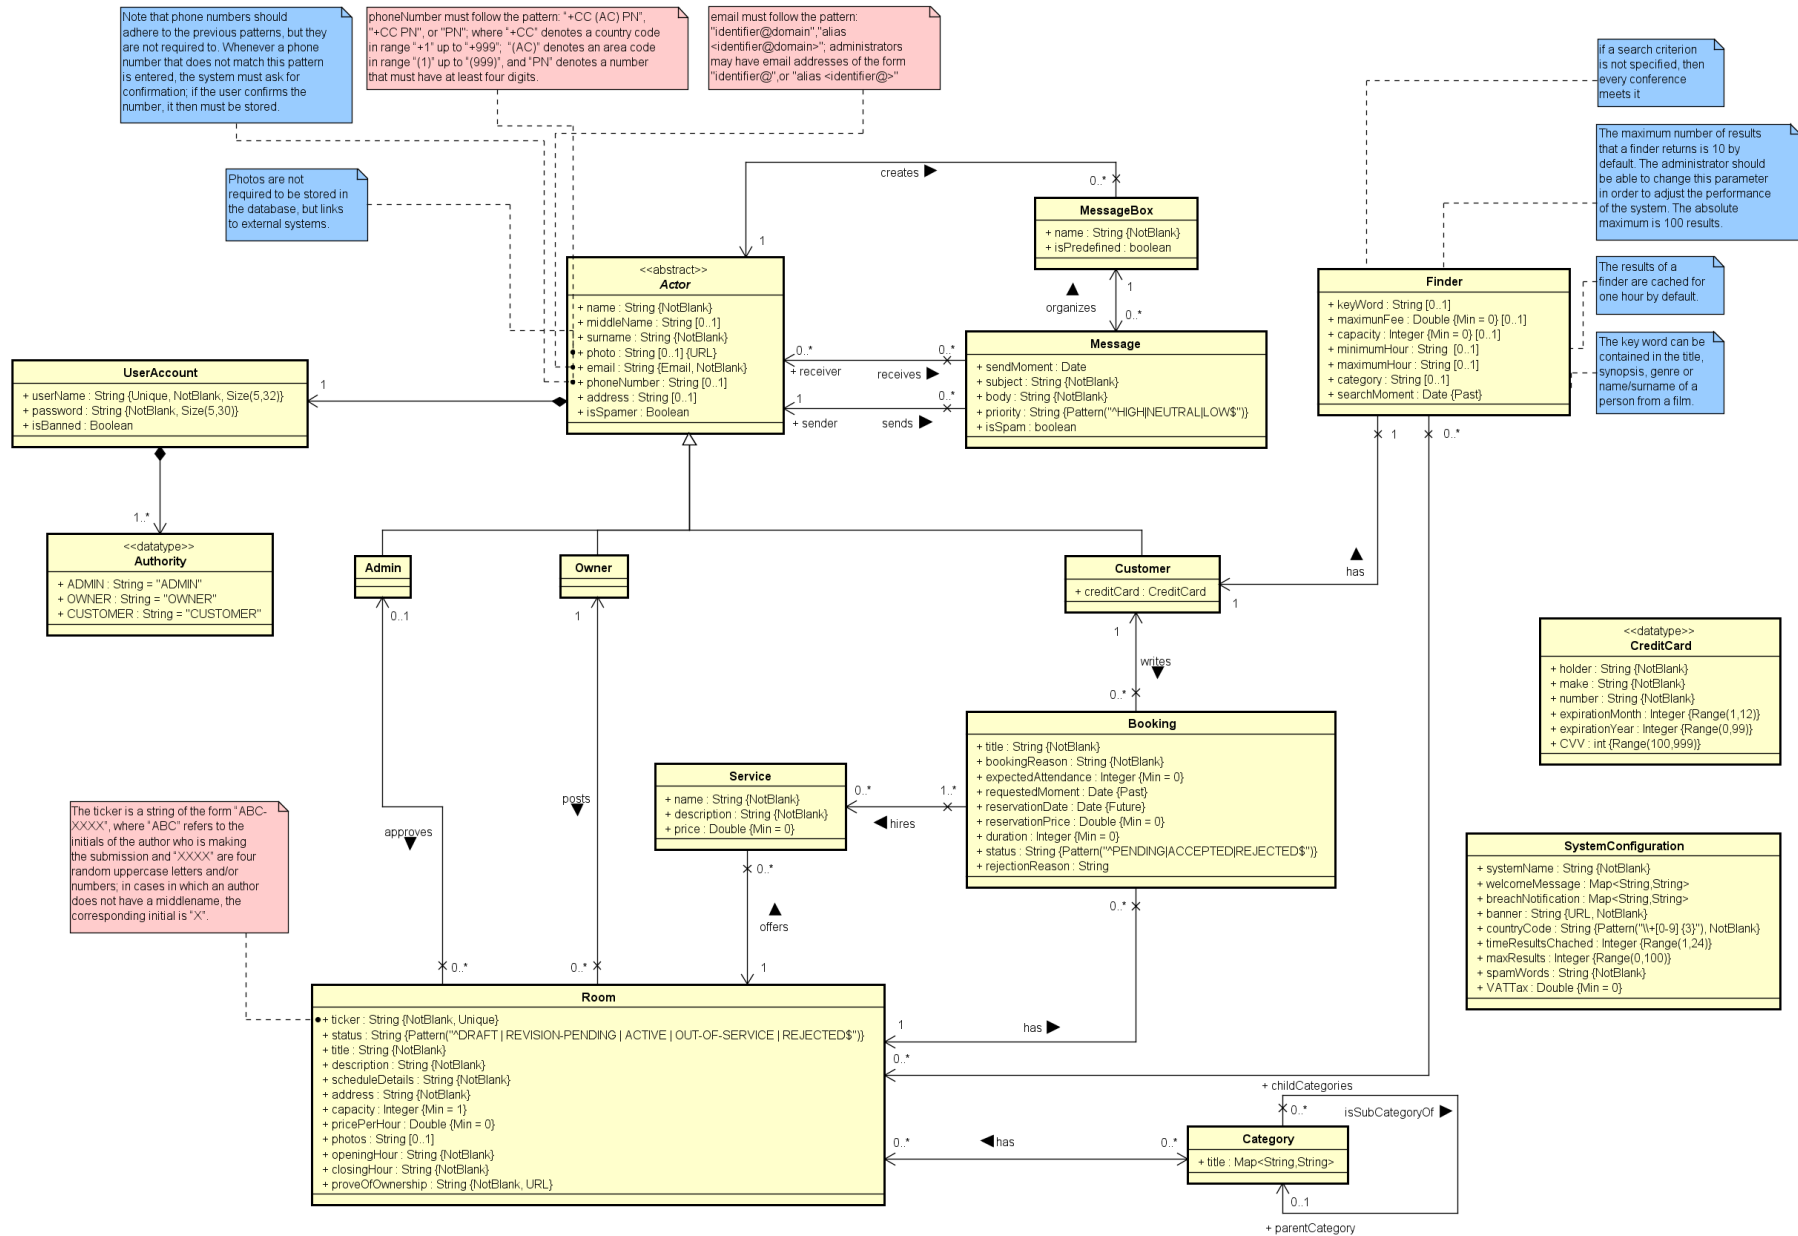 Note that phone numbers should
adhere to the previous patterns, but they
are not required to. Whenever a phone
number that does not match this pattern
is entered, the system must ask for
confirmation; if the user confirms the
number, it then must be stored.
phoneNumber must follow the pattern: "+CC (AC) PN",
"+CC PN", or "PN"; where "+CC" denotes a country code
in range "+1" up to "+999"; "(AC)" denotes an area code
in range "(1)" up to "(999), and "PN" denotes a number
that must have at least four digits.
email must follow the pattern:
"identifier@domain","alias
<identifier@domain>"; administrators
may have email addresses of the form
"identifier@",or "alias <identifier@>"
if a search criterion
is not specified, then
every conference
meets it
The maximum number of results
that a finder returns is 10 by
default. The administrator should
be able to change this parameter
in order to adjust the performance
of the system. The absolute
maximum is 100 results.
The results of a
finder are cached for
one hour by default.
The key word can be
contained in the title,
synopsis, genre or
name/surname of a
person from a film.
Photos are not
required to be stored in
the database, but links
to external systems.
creates
0..*
1
MessageBox
+ name : String {NotBlank}
+ isPredefined : boolean
1
organizes
0..*
<<abstract>>
Actor
+ name : String {NotBlank}
+ middleName : String [0..1]
+ surname : String {NotBlank}
+ photo : String [0..1] {URL}
+ email : String {Email, NotBlank}
+ phoneNumber : String [0..1]
+ address : String [0..1]
+ isSpamer : Boolean
0..*
+ receiver
receives
0..*
1
+ sender
sends
0..*
Message
+ sendMoment : Date
+ subject : String {NotBlank}
+ body : String {NotBlank}
+ priority : String {Pattern("^HIGH|NEUTRAL|LOW$")}
+ isSpam : boolean
Finder
+ keyWord : String [0..1]
+ maximunFee : Double {Min = 0} [0..1]
+ capacity : Integer {Min = 0} [0..1]
+ minimumHour : String [0..1]
+ maximumHour : String [0..1]
+ category : String [0..1]
+ searchMoment : Date {Past}
1
0..*
UserAccount
+ userName : String {Unique, NotBlank, Size(5,32)}
+ password : String {NotBlank, Size(5,30)}
+ isBanned : Boolean
1
1..*
<<datatype>>
Authority
+ ADMIN : String = "ADMIN"
+ OWNER : String = "OWNER"
+ CUSTOMER : String = "CUSTOMER"
Admin
0..1
Owner
1
Customer
+ creditCard : CreditCard
has
1
1
writes
0..*
<<datatype>>
CreditCard
+ holder : String {NotBlank}
+ make : String {NotBlank}
+ number : String {NotBlank}
+ expirationMonth : Integer {Range(1,12)}
+ expirationYear : Integer {Range(0,99)}
+ CVV : int {Range(100,999)}
Booking
+ title : String {NotBlank}
+ bookingReason : String {NotBlank}
+ expectedAttendance : Integer {Min = 0}
+ requestedMoment : Date {Past}
+ reservationDate : Date {Future}
+ reservationPrice : Double {Min = 0}
+ duration : Integer {Min = 0}
+ status : String {Pattern("^PENDING|ACCEPTED|REJECTED$")}
+ rejectionReason : String
Service
+ name : String {NotBlank}
+ description : String {NotBlank}
+ price : Double {Min = 0}
0..*
1..*
hires
posts
approves
The ticker is a string of the form "ABC-
XXXX", where "ABC" refers to the
initials of the author who is making
the submission and "XXXX" are four
random uppercase letters and/or
numbers; in cases in which an author
does not have a middlename, the
corresponding initial is "X".
0..*
offers
1
0..*
0..*
0..*
has
1
0..*
SystemConfiguration
+ systemName : String {NotBlank}
+ welcomeMessage : Map<String,String>
+ breachNotification : Map<String,String>
+ banner : String {URL, NotBlank}
+ countryCode : String {Pattern("\\+[0-9] {3}"), NotBlank}
+ timeResultsChached : Integer {Range(1,24)}
+ maxResults : Integer {Range(0,100)}
+ spamWords : String {NotBlank}
+ VATTax : Double {Min = 0}
Room
+ ticker : String {NotBlank, Unique}
+ status : String {Pattern("^DRAFT | REVISION-PENDING | ACTIVE | OUT-OF-SERVICE | REJECTED$")}
+ title : String {NotBlank}
+ description : String {NotBlank}
+ scheduleDetails : String {NotBlank}
+ address : String {NotBlank}
+ capacity : Integer {Min = 1}
+ pricePerHour : Double {Min = 0}
+ photos : String [0..1]
+ openingHour : String {NotBlank}
+ closingHour : String {NotBlank}
+ proveOfOwnership : String {NotBlank, URL}
0..*
has
0..*
+ childCategories
0..*
isSubCategoryOf
Category
+ title : Map<String,String>
0..1
+ parentCategory